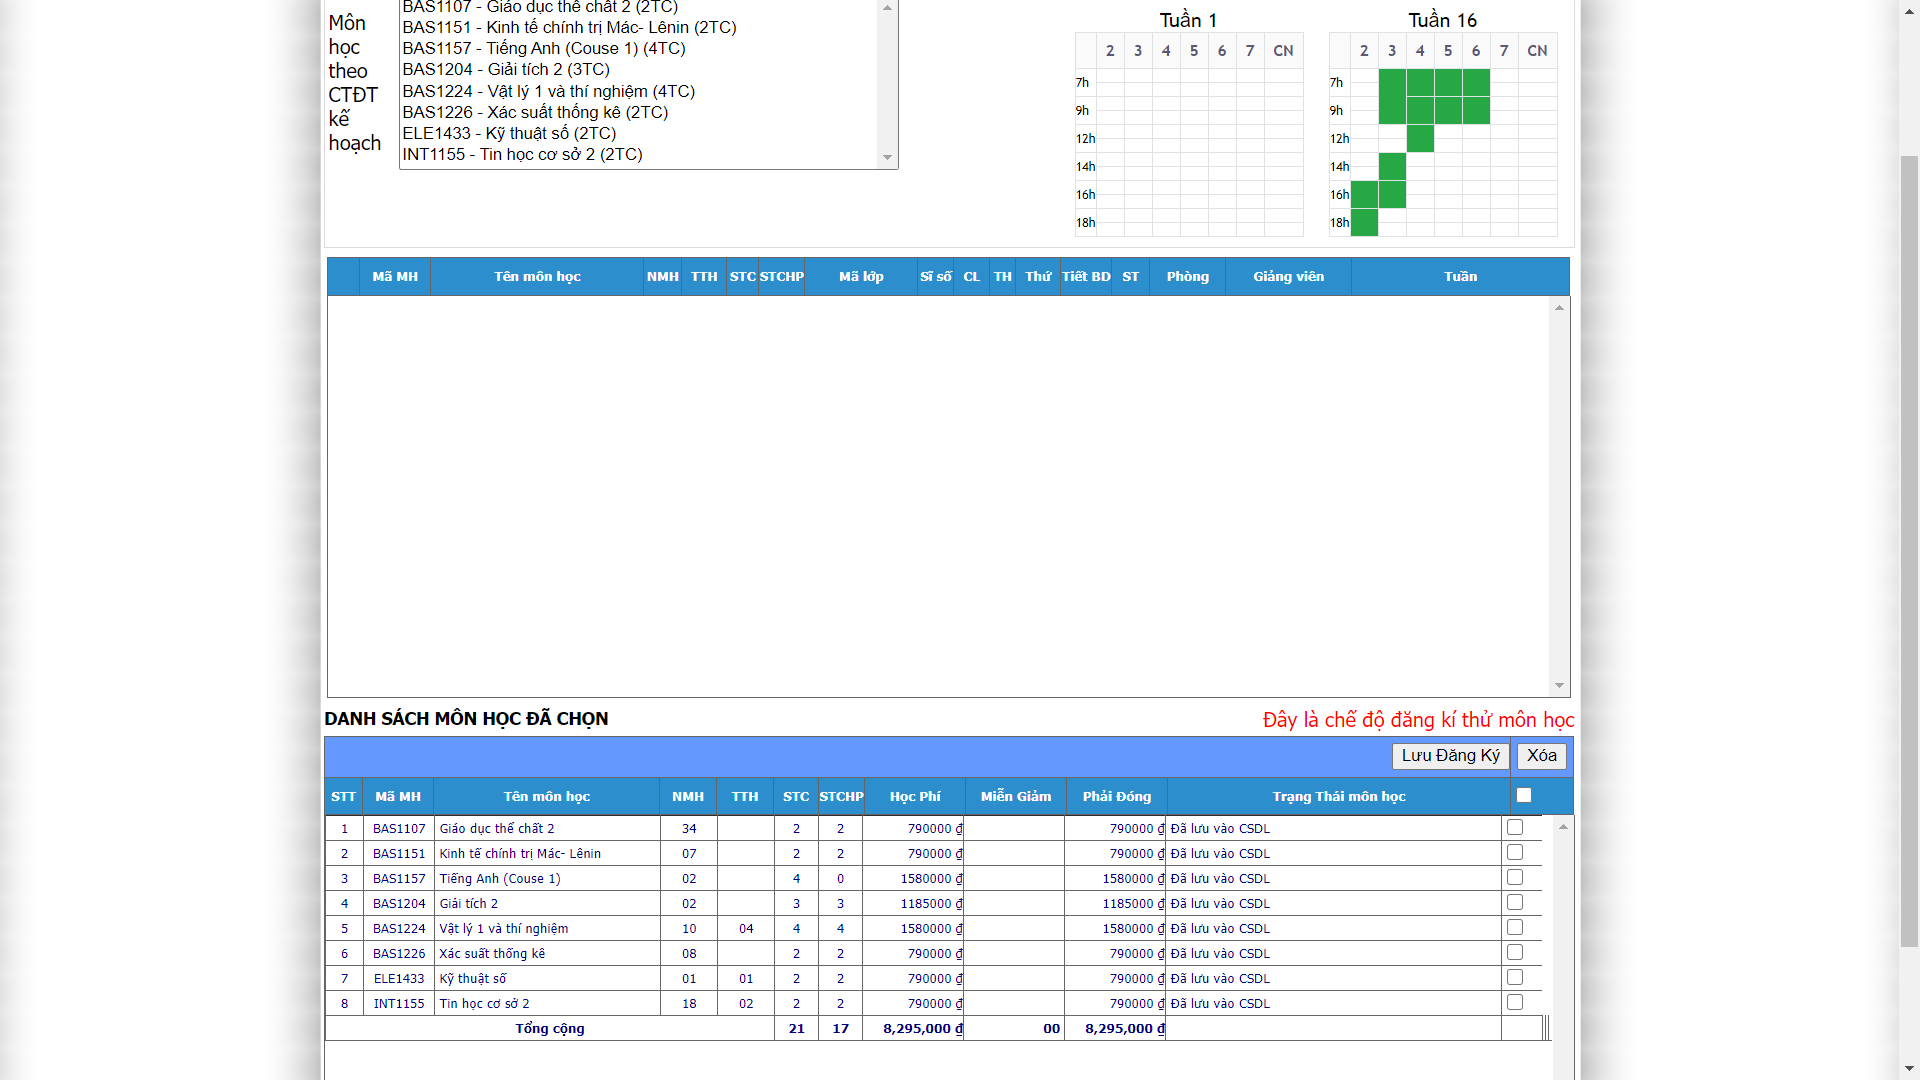 Môn
học
theo
CTĐT
kế
hoạch
BAS1107 - Giáo dục thể chất 2 (2TC)
BAS1151 - Kinh tế chính trị Mác- Lênin (2TC)
BAS1157 - Tiếng Anh (Couse 1) (4TC)
BAS1204 - Giải tích 2 (3TC)
BAS1224 - Vật lý 1 và thí nghiệm (4TC)
BAS1226 - Xác suất thống kê (2TC)
ELE1433 - Kỹ thuật số (2TC)
INT1155 - Tin học cơ sở 2 (2TC)
Tuần 1
2 3 4 5 6 7 CN
7h
9h
12h
14h
16h
18h
Tuần 16
2 3 4 5 6 7 CN
7h
9h
12h
14h
16h
18h
Mã MH Tên môn học NMH TTH STC STCHP Mã lớp Sĩ số CL TH Thứ Tiết BD ST Phòng Giảng viên Tuần
DANH SÁCH MÔN HỌC ĐÃ CHỌN
Đây là chế độ đăng kí thử môn học
Lưu Đăng Ký Xóa
STT Mã MH Tên môn học NMH TTH STC STCHP Học Phí Miễn Giảm Phải Đóng Trạng Thái môn học
1 BAS1107 Giáo dục thể chất 2 34 2 2 790000 ₫ 790000 ₫ Đã lưu vào CSDL
2 BAS1151 Kinh tế chính trị Mác- Lênin 07 2 2 790000 ₫ 790000 ₫ Đã lưu vào CSDL
3 BAS1157 Tiếng Anh (Couse 1) 02 4 0 1580000 ₫ 1580000 ₫ Đã lưu vào CSDL
4 BAS1204 Giải tích 2 02 3 3 1185000 ₫ 1185000 ₫ Đã lưu vào CSDL
5 BAS1224 Vật lý 1 và thí nghiệm 10 04 4 4 1580000 ₫ 1580000 ₫ Đã lưu vào CSDL
6 BAS1226 Xác suất thống kê 08 2 2 790000 ₫ 790000 ₫ Đã lưu vào CSDL
7 ELE1433 Kỹ thuật số 01 01 2 2 790000 ₫ 790000 ₫ Đã lưu vào CSDL
8 INT1155 Tin học cơ sở 2 18 02 2 2 790000 ₫ 790000 ₫ Đã lưu vào CSDL
Tổng cộng 21 17 8,295,000 ₫ 00 8,295,000 ₫